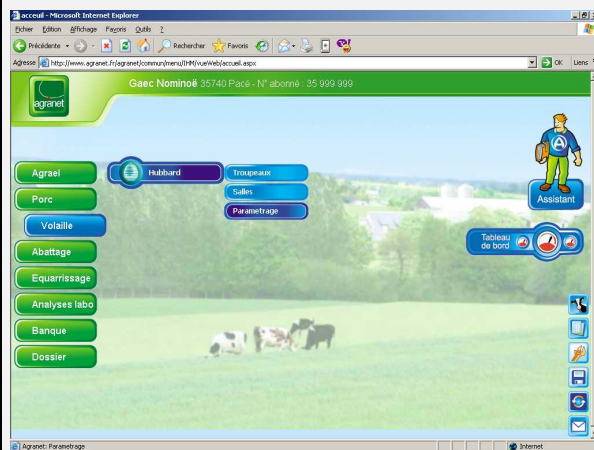 acceuil - Microsoft Internet Explorer
Fichier Edition Affichage Favoris Outils ?
Précédente Rechercher Favoris
Adresse http://www.agranet.fr/agranet/commun/menu/IHM/vueWeb/accueil.aspx OK Liens
agranet
Gaec Nominoë 35740 Pacé - N° abonné : 35 999 999
Agrael
Porc
Volaille
Abattage
Equarrissage
Analyses labo
Banque
Dossier
Hubbard
Troupeaux
Salles
Parametrage
A
Assistant
Tableau
de bord
Agranet: Parametrage Internet